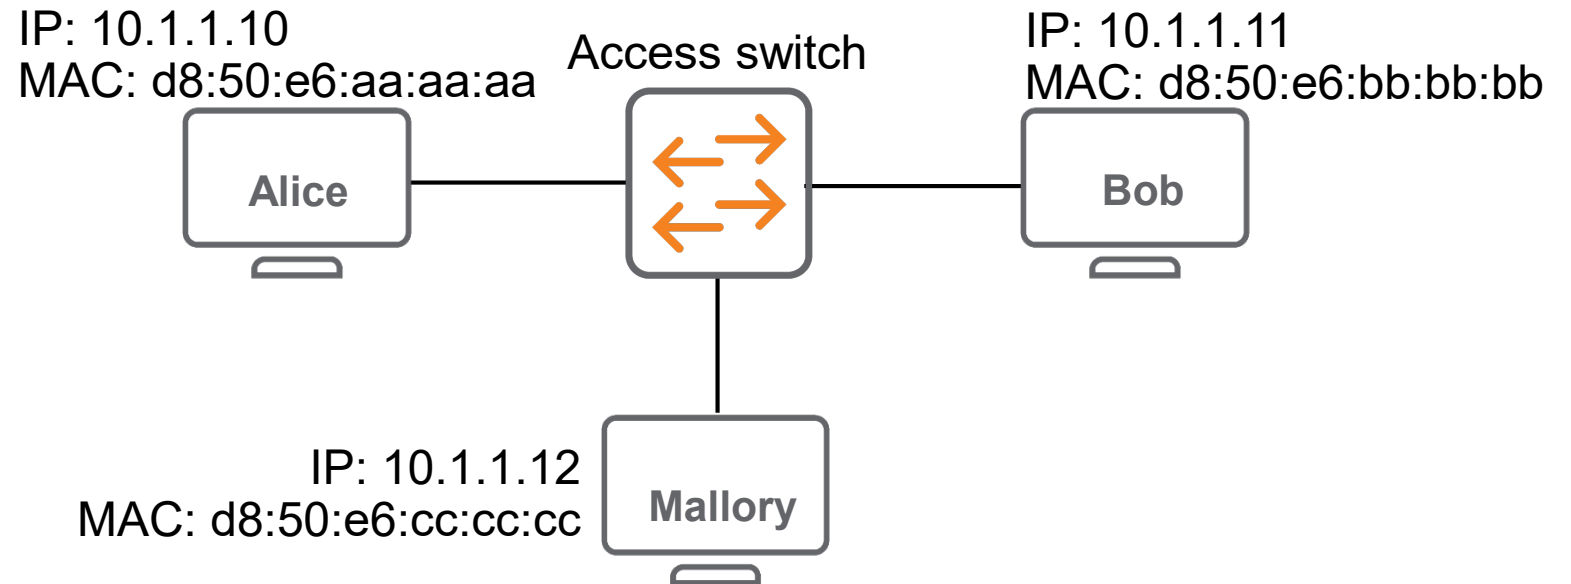 IP: 10.1.1.10
MAC: d8:50:e6:aa:aa:aa
Access switch
IP: 10.1.1.11
MAC: d8:50:e6:bb:bb:bb
Alice
Bob
IP: 10.1.1.12
MAC: d8:50:e6:cc:cc:cc
Mallory